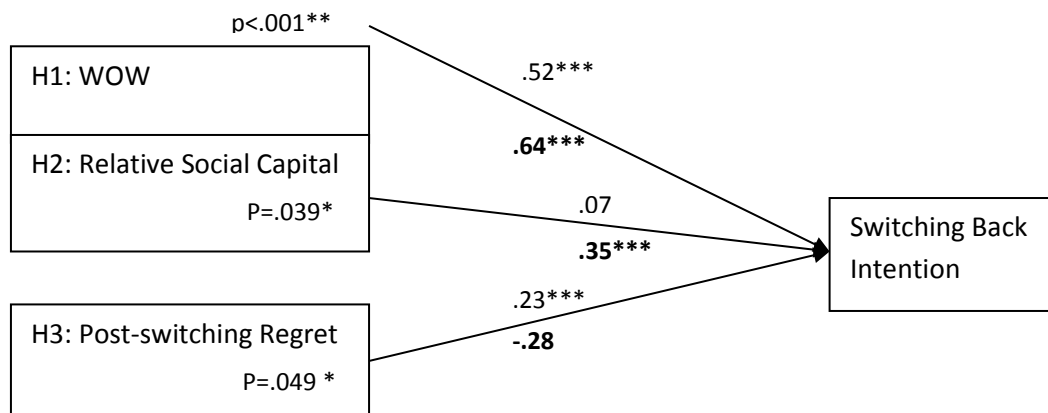 p<.001**
H1: WOW
.52***
.64***
H2: Relative Social Capital
P=.039*
.07
.35***
Switching Back
Intention
.23***
H3: Post-switching Regret
-.28
P=.049 *